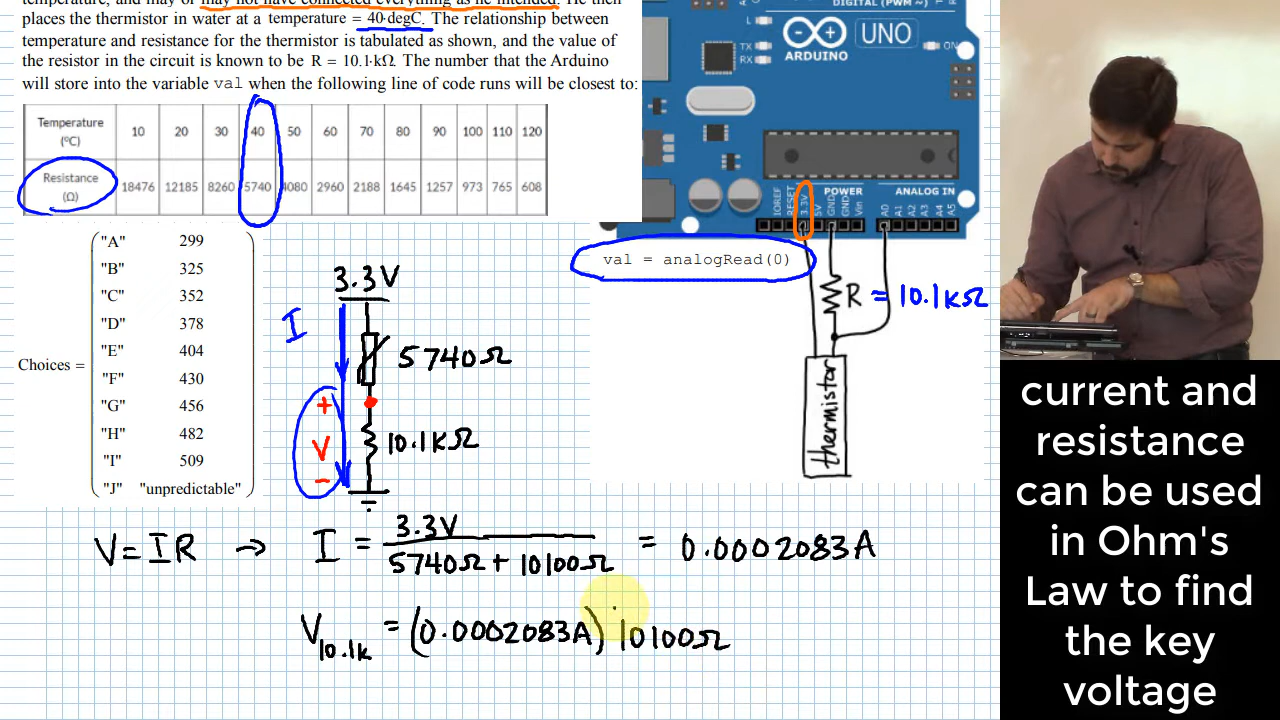 temperature, and may or may not have connected everything as he intended. He then
places the thermistor in water at a temperature = 40·degC. The relationship between
temperature and resistance for the thermistor is tabulated as shown, and the value of
the resistor in the circuit is known to be R = 10.1·kΩ. The number that the Arduino
will store into the variable val when the following line of code runs will be closest to:
Temperature (°C) 10 20 30 40 50 60 70 80 90 100 110 120
Resistance (Ω) 18476 12185 8260 5740 4080 2960 2188 1645 1257 973 765 608
Choices =
"A" 299
"B" 325
"C" 352
"D" 378
"E" 404
"F" 430
"G" 456
"H" 482
"I" 509
"J" "unpredictable"
3.3V
I
5740Ω
+
V
-
10.1KΩ
DIGITAL (PWM ~)
L
TX
RX
UNO
ARDUINO
ON
POWER
ANALOG IN
IOREF
RESET
3.3V
5V
GND
GND
Vin
A0
A1
A2
A3
A4
A5
val = analogRead(0)
R = 10.1KΩ
thermistor
V=IR → I = 3.3V / 5740Ω + 10100Ω = 0.0002083A
V10.1k = (0.0002083A) 10100Ω
current and
resistance
can be used
in Ohm's
Law to find
the key
voltage